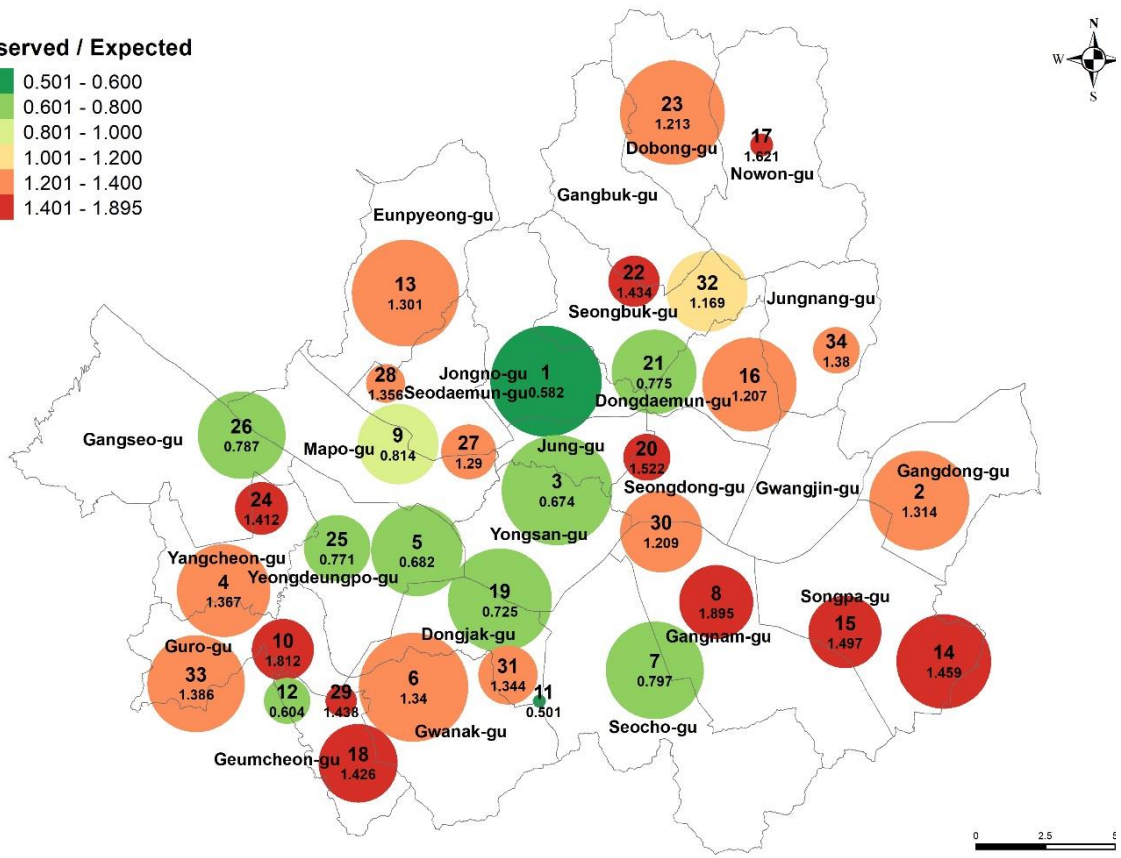 served / Expected
0.501 - 0.600
0.601 - 0.800
0.801 - 1.000
1.001 - 1.200
1.201 - 1.400
1.401 - 1.895
N
W
E
S
23
1.213
Dobong-gu
17
1.621
Nowon-gu
Gangbuk-gu
Eunpyeong-gu
13
1.301
22
1.434
Seongbuk-gu
32
1.169
Jungnang-gu
34
1.38
28
1.356
Jongno-gu
Seodaemun-gu
1
0.582
21
0.775
Dongdaemun-gu
16
1.207
26
0.787
Gangseo-gu
Mapo-gu
9
0.814
27
1.29
Jung-gu
3
0.674
Yongsan-gu
20
1.522
Seongdong-gu
Gwangjin-gu
Gangdong-gu
2
1.314
24
1.412
25
0.771
5
0.682
30
1.209
Yangcheon-gu
4
1.367
Yeongdeungpo-gu
19
0.725
Dongjak-gu
8
1.895
Gangnam-gu
Songpa-gu
15
1.497
14
1.459
Guro-gu
33
1.386
10
1.812
12
0.604
29
1.438
6
1.34
Gwanak-gu
31
1.344
11
0.501
7
0.797
Seocho-gu
Geumcheon-gu
18
1.426
0
2.5
5